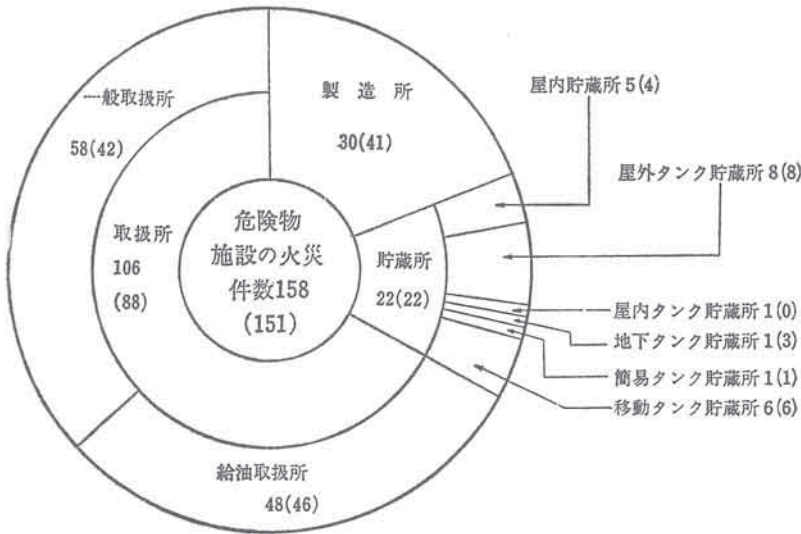 危険物
施設の火災
件数158
(151)
製造所
30(41)
貯蔵所
22(22)
取扱所
106
(88)
一般取扱所
58(42)
給油取扱所
48(46)
屋内貯蔵所 5(4)
屋外タンク貯蔵所 8(8)
屋内タンク貯蔵所 1(0)
地下タンク貯蔵所 1(3)
簡易タンク貯蔵所 1(1)
移動タンク貯蔵所 6(6)